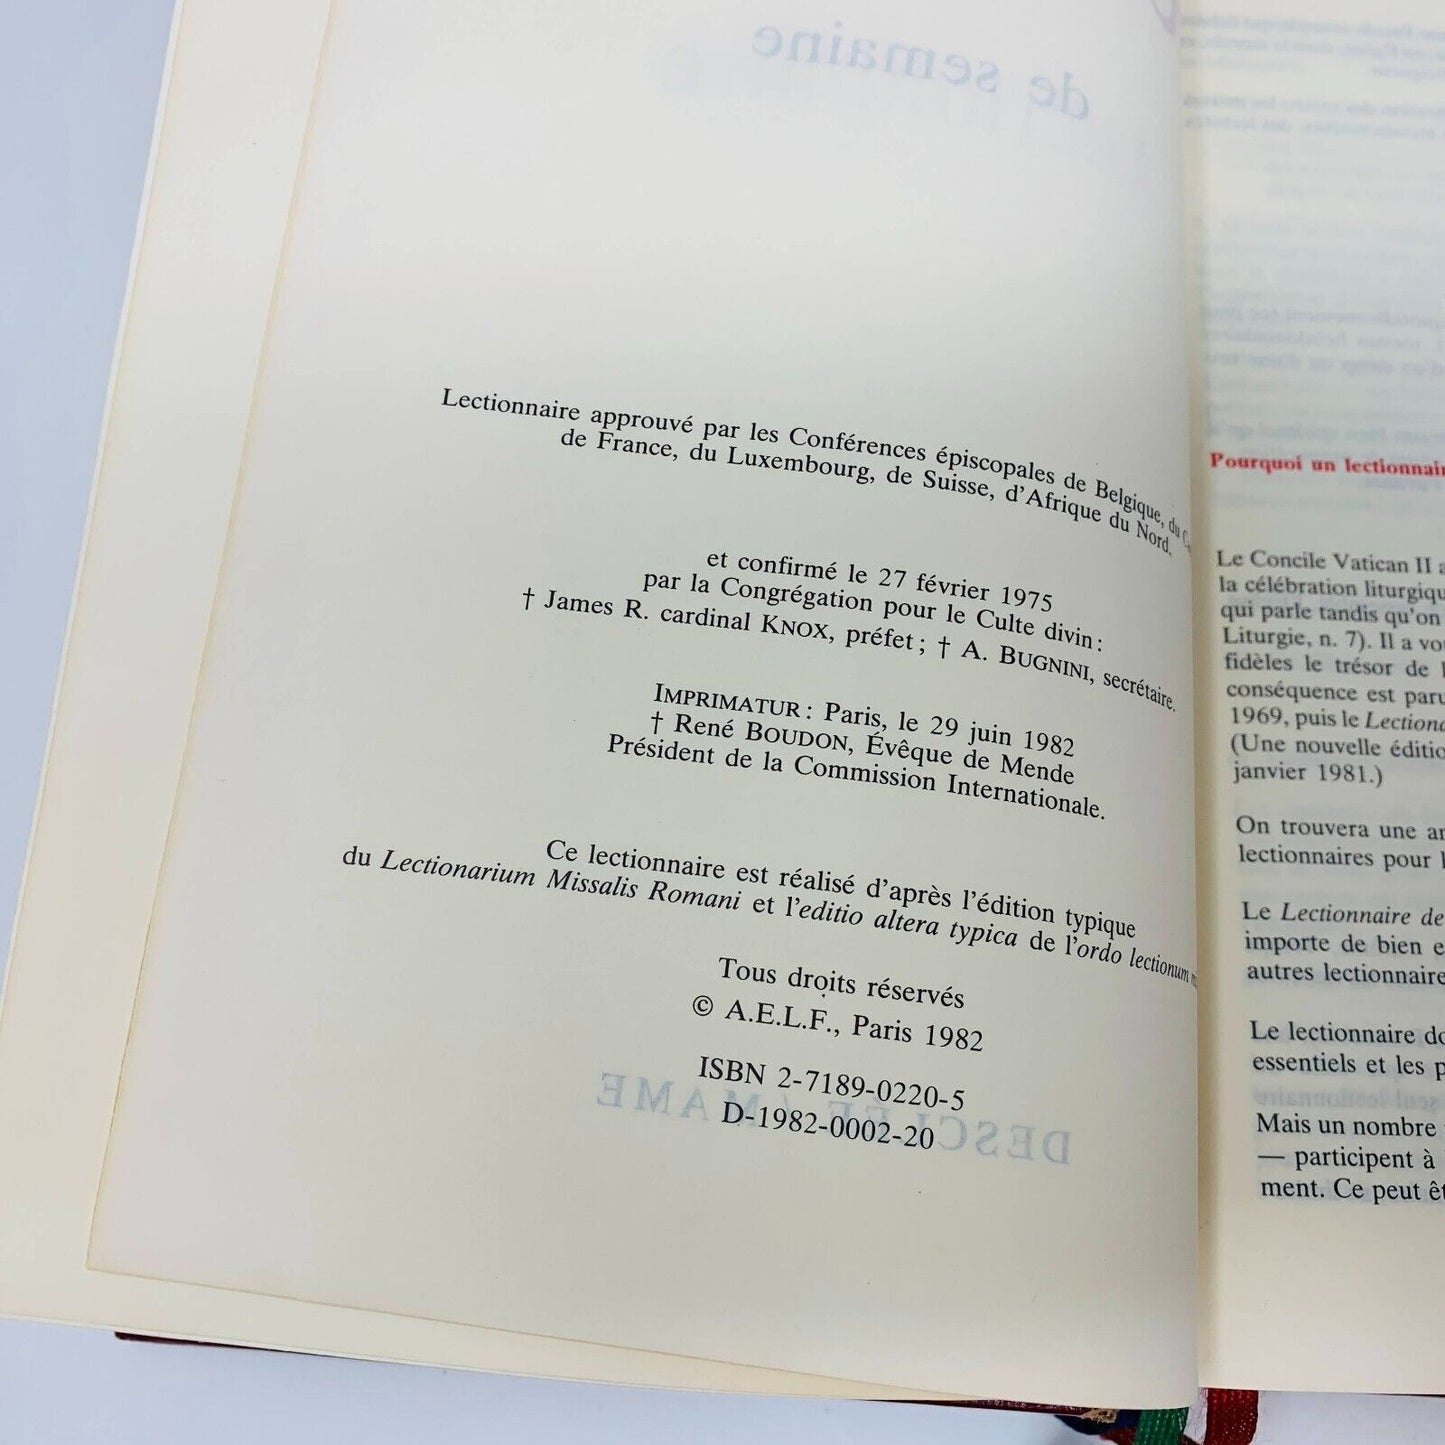 de semaine
Lectionnaire approuvé par les Conférences épiscopales de Belgique, du
de France, du Luxembourg, de Suisse, d'Afrique du Nord.
et confirmé le 27 février 1975
par la Congrégation pour le Culte divin :
† James R. cardinal KNOX, préfet ; † A. BUGNINI, secrétaire.
IMPRIMATUR : Paris, le 29 juin 1982
† René BOUDON, Évêque de Mende
Président de la Commission Internationale.
Ce lectionnaire est réalisé d'après l'édition typique
du Lectionarium Missalis Romani et l'editio altera typica de l'ordo lectionum
Tous droits réservés
© A.E.L.F., Paris 1982
ISBN 2-7189-0220-5
D-1982-0002-20
DESCLÉE / MAME
Pourquoi un lectionnair
Le Concile Vatican II a
la célébration liturgiqu
qui parle tandis qu'on
Liturgie, n. 7). Il a vou
fidèles le trésor de l
conséquence est paru
1969, puis le Lectiona
(Une nouvelle éditio
janvier 1981.)
On trouvera une an
lectionnaires pour l
Le Lectionnaire de
importe de bien e
autres lectionnaire
Le lectionnaire do
essentiels et les p
Mais un nombre
— participent à
ment. Ce peut êt